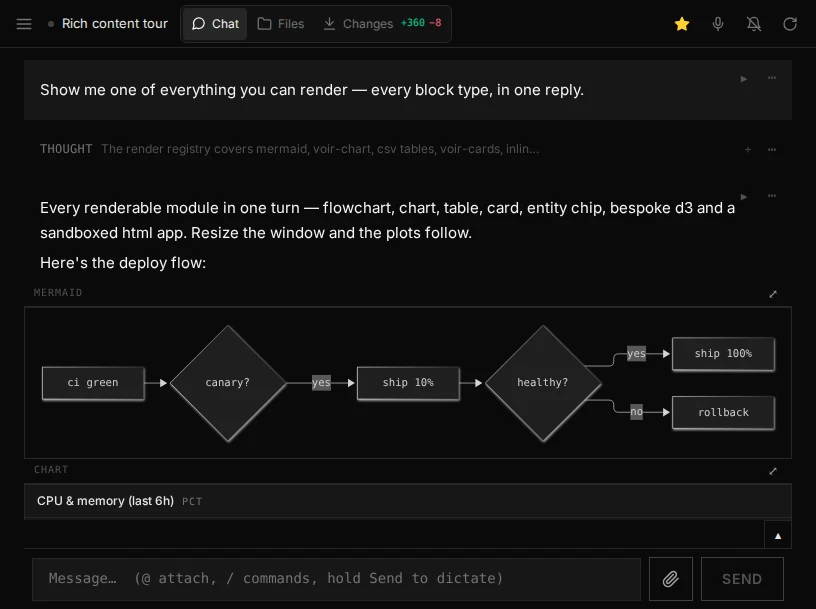 Rich content tour
Chat
Files
Changes +360 −8
Show me one of everything you can render — every block type, in one reply.
THOUGHT The render registry covers mermaid, voir-chart, csv tables, voir-cards, inlin...
Every renderable module in one turn — flowchart, chart, table, card, entity chip, bespoke d3 and a
sandboxed html app. Resize the window and the plots follow.
Here's the deploy flow:
MERMAID
ci green
canary?
yes
ship 10%
healthy?
yes
ship 100%
no
rollback
CHART
CPU & memory (last 6h) PCT
Message… (@ attach, / commands, hold Send to dictate)
SEND